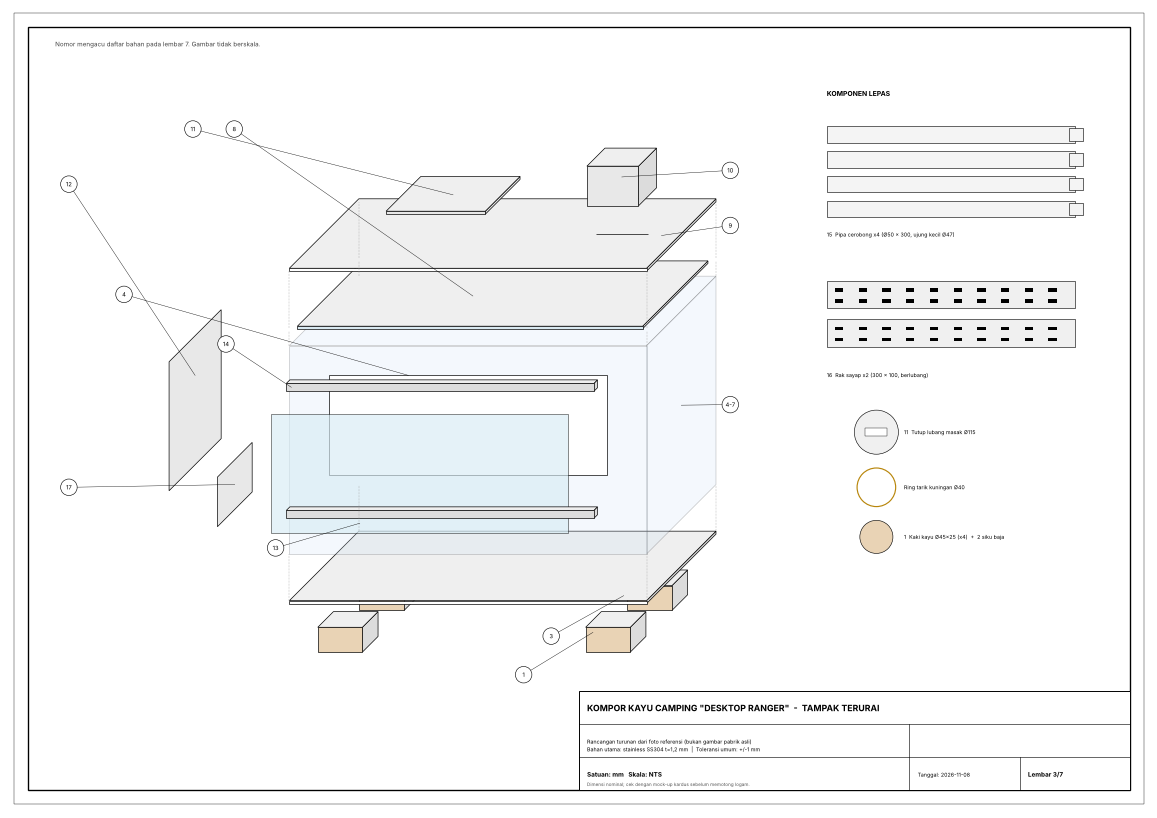 Nomor mengacu daftar bahan pada lembar 7. Gambar tidak berskala.
KOMPONEN LEPAS
11
8
10
12
9
15 Pipa cerobong x4 (Ø50 × 300, ujung kecil Ø47)
4
14
16 Rak sayap x2 (300 × 100, berlubang)
4-7
11 Tutup lubang masak Ø115
17
Ring tarik kuningan Ø40
13
1 Kaki kayu Ø45×25 (x4) + 2 siku baja
3
1
KOMPOR KAYU CAMPING "DESKTOP RANGER" - TAMPAK TERURAI
Rancangan turunan dari foto referensi (bukan gambar pabrik asli)
Bahan utama: stainless SS304 t=1,2 mm | Toleransi umum: +/-1 mm
Satuan: mm Skala: NTS
Tanggal: 2026-11-08
Lembar 3/7
Dimensi nominal; cek dengan mock-up kardus sebelum memotong logam.